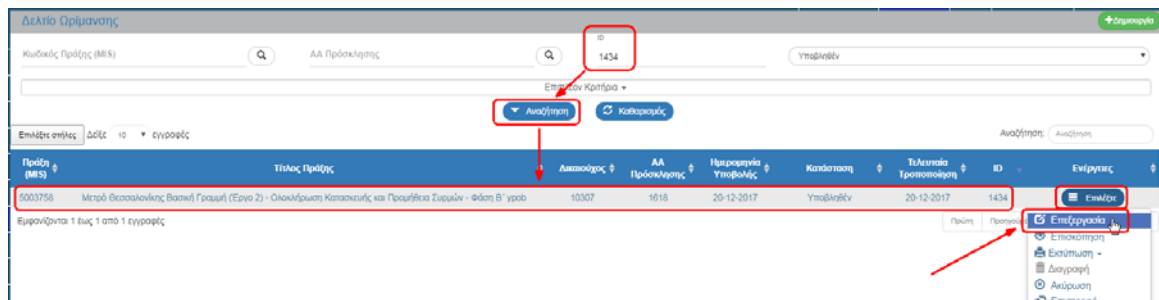 Δελτίο Ωρίμανσης
+Δημιουργία
Κωδικός Πράξης (MIS)
ΑΑ Πρόσκλησης
ID
1434
Υποβληθέν
Επιπλέον Κριτήρια
Αναζήτηση
Καθαρισμός
Επιλέξτε στήλες Δείξε 10 εγγραφές
Αναζήτηση: Αναζήτηση
Πράξη (MIS) Τίτλος Πράξης Δικαιούχος ΑΑ Πρόσκλησης Ημερομηνία Υποβολής Κατάσταση Τελευταία Τροποποίηση ID Ενέργειες
5003758 Μετρό Θεσσαλονίκης Βασική Γραμμή (Έργο 2) - Ολοκλήρωση Κατασκευής και Προμήθεια Συρμών - Φάση Β΄ γραβ 10307 1618 20-12-2017 Υποβληθέν 20-12-2017 1434 Επιλέξτε
Εμφανίζονται 1 έως 1 από 1 εγγραφές
Πρώτη
Επεξεργασία
Επισκόπηση
Εκτύπωση
Διαγραφή
Ακύρωση